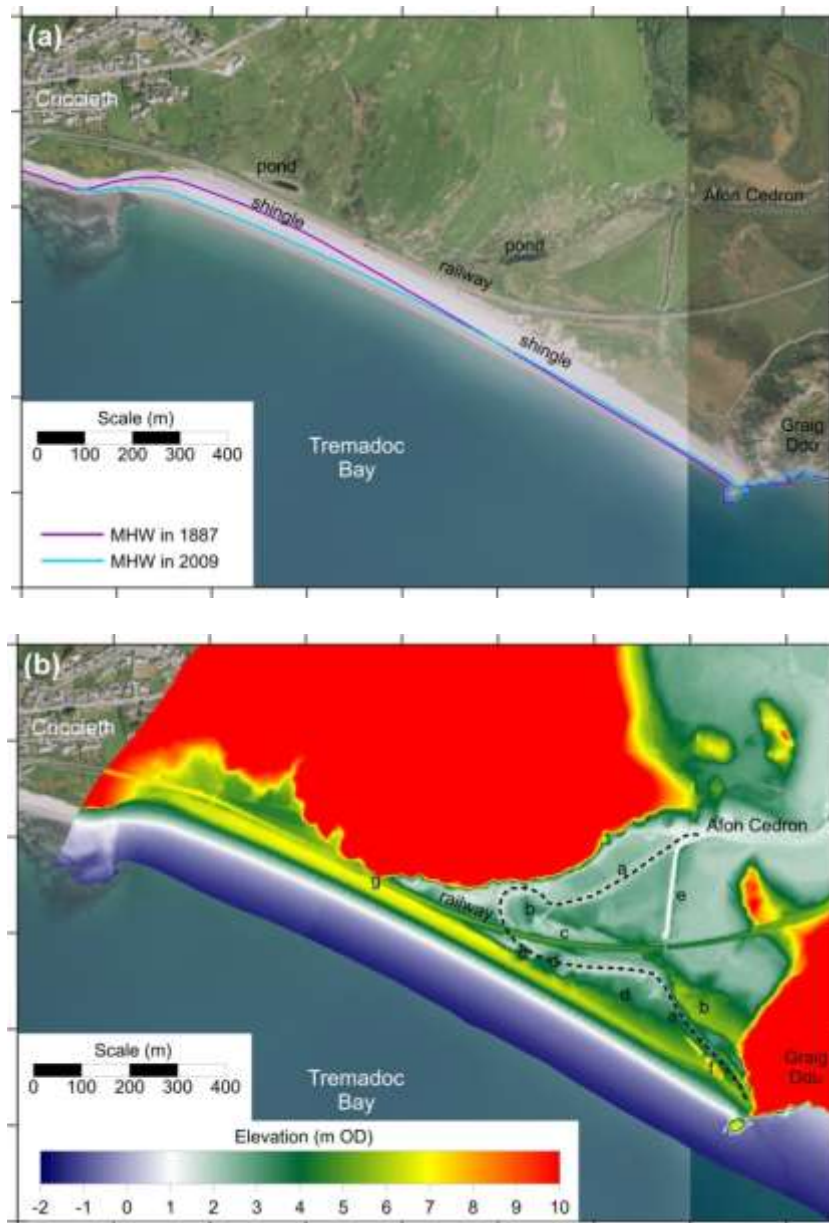 (a)
Criccieth
pond
shingle
Afon Cedron
pond
railway
shingle
Scale (m)
0 100 200 300 400
Tremadoc
Bay
Graig
Ddu
MHW in 1887
MHW in 2009
(b)
Criccieth
Afon Cedron
a
e
g
railway
b
c
d
b
a
f
Scale (m)
0 100 200 300 400
Tremadoc
Bay
Graig
Ddu
Elevation (m OD)
-2 -1 0 1 2 3 4 5 6 7 8 9 10